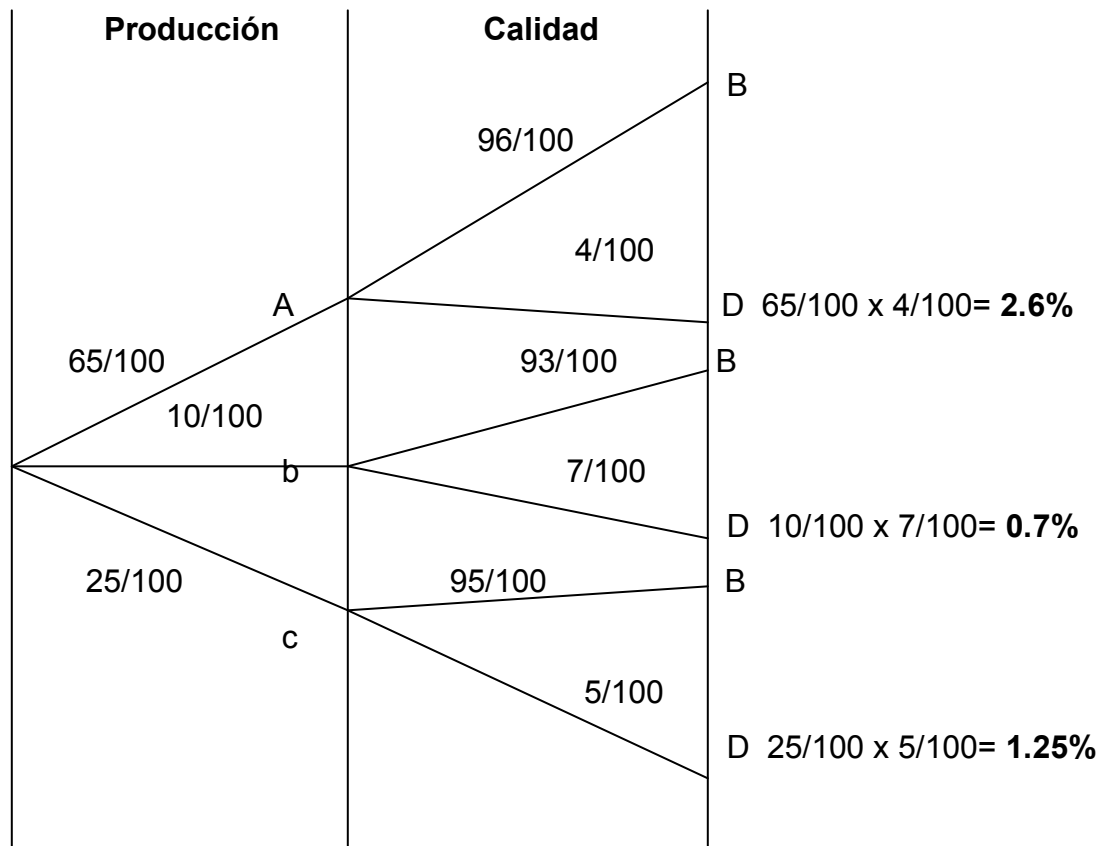 Producción Calidad
B
96/100
4/100
A
D 65/100 x 4/100= 2.6%
65/100
93/100
B
10/100
b
7/100
D 10/100 x 7/100= 0.7%
25/100
95/100
B
c
5/100
D 25/100 x 5/100= 1.25%